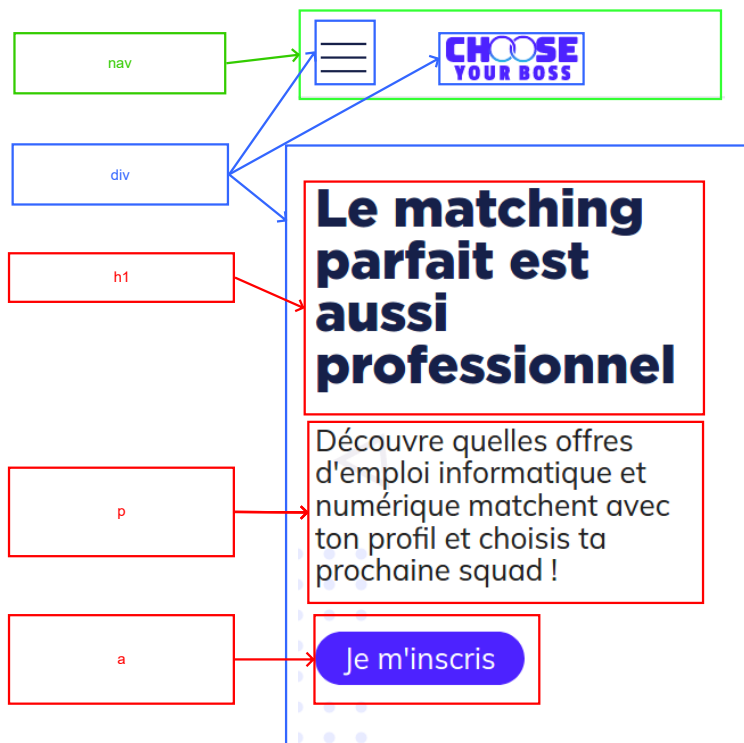 nav
CHOOSE
YOUR BOSS
div
Le matching
parfait est
aussi
professionnel
h1
Découvre quelles offres
d'emploi informatique et
numérique matchent avec
ton profil et choisis ta
prochaine squad !
p
Je m'inscris
a